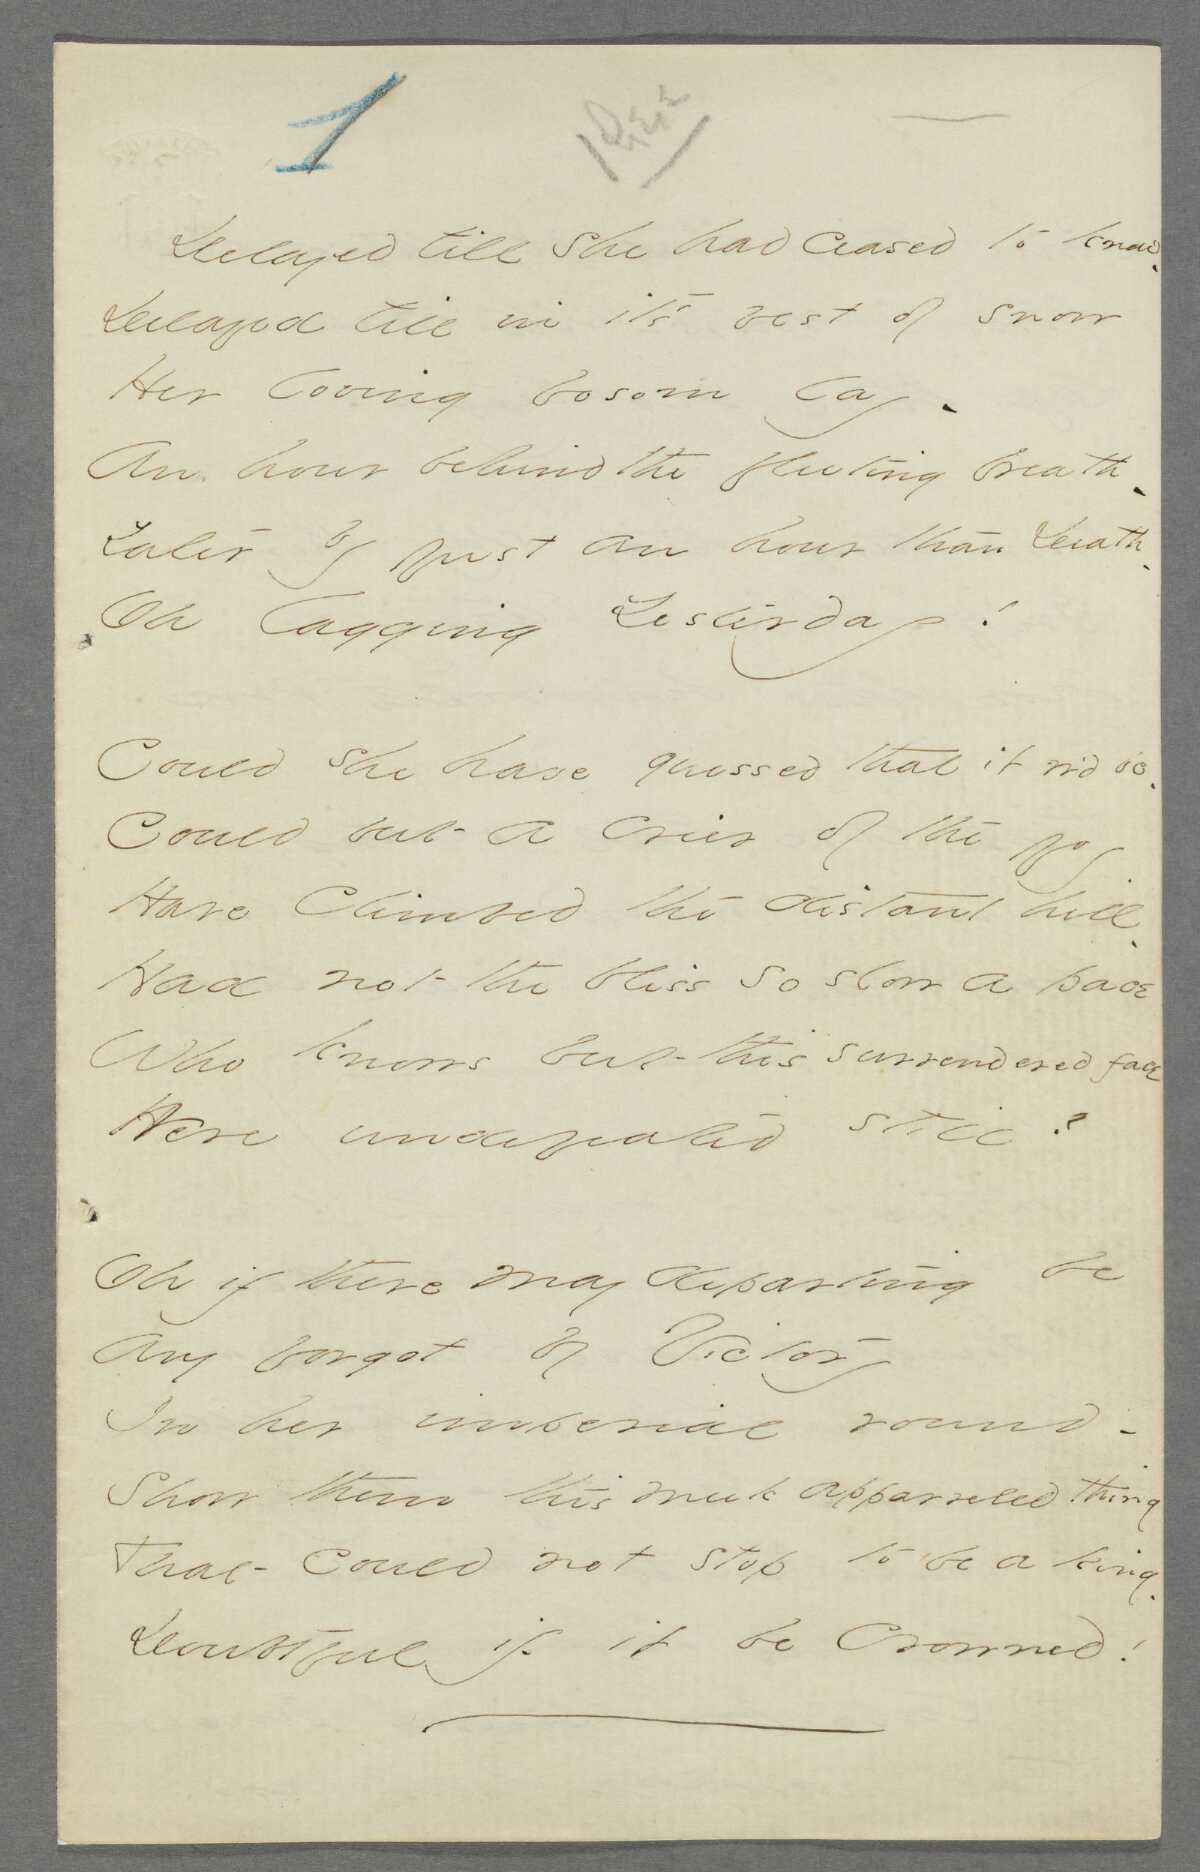 1
Delayed till she had ceased to know.
Delayed till in it's vest of snow
Her loving bosom lay.
An hour behind the fleeting breath.
Later by just an hour than Death.
Oh lagging Yesterday!
Could she have guessed that it w'd be.
Could but a crier of the joy
Have climbed the distant hill.
Had not the bliss so slow a pace
Who knows but this surrendered face
Were undefeated still?
Oh if there may departing be
Any forgot by Victory
In her imperial round -
Show them this meek apparreled thing
That could not stop to be a king.
Doubtful if it be crowned!